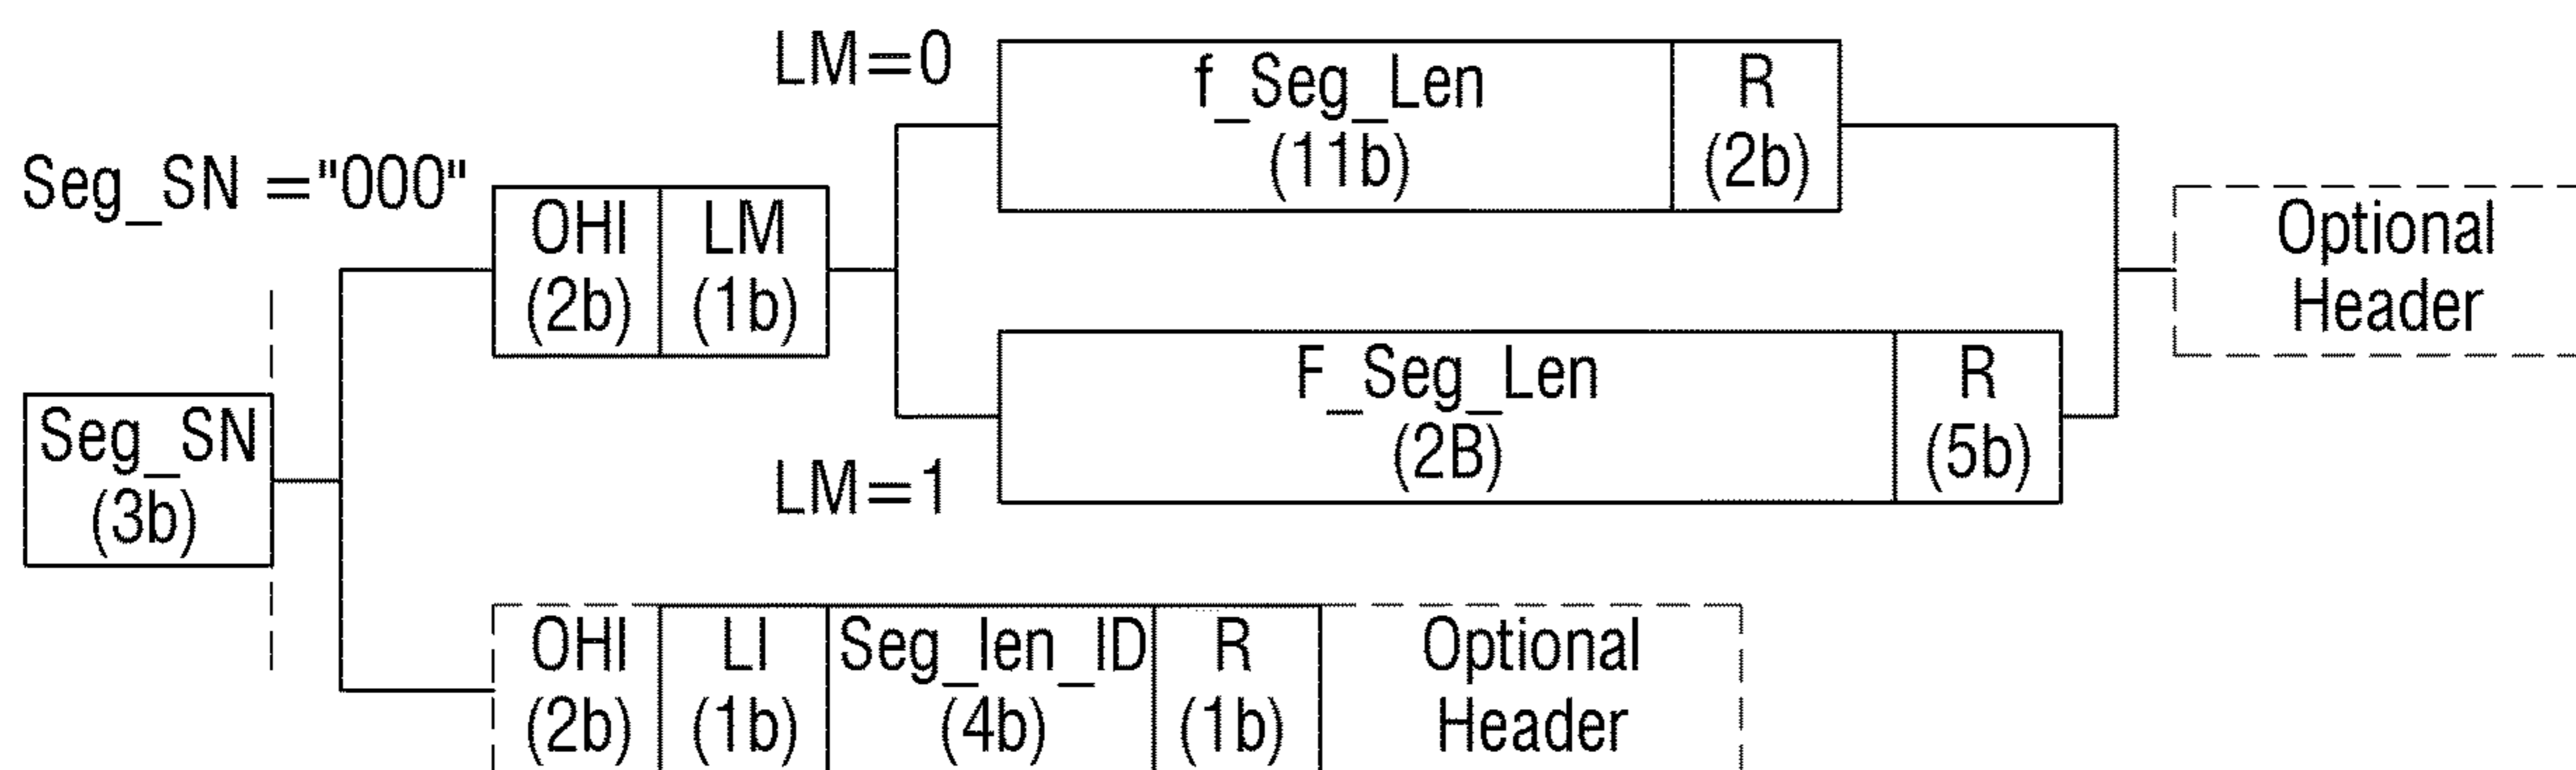 LM=0
f_Seg_Len
(11b)
R
(2b)
Seg_SN ="000"
OHI
(2b)
LM
(1b)
Optional
Header
Seg_SN
(3b)
F_Seg_Len
(2B)
R
(5b)
LM=1
OHI
(2b)
LI
(1b)
Seg_len_ID
(4b)
R
(1b)
Optional
Header